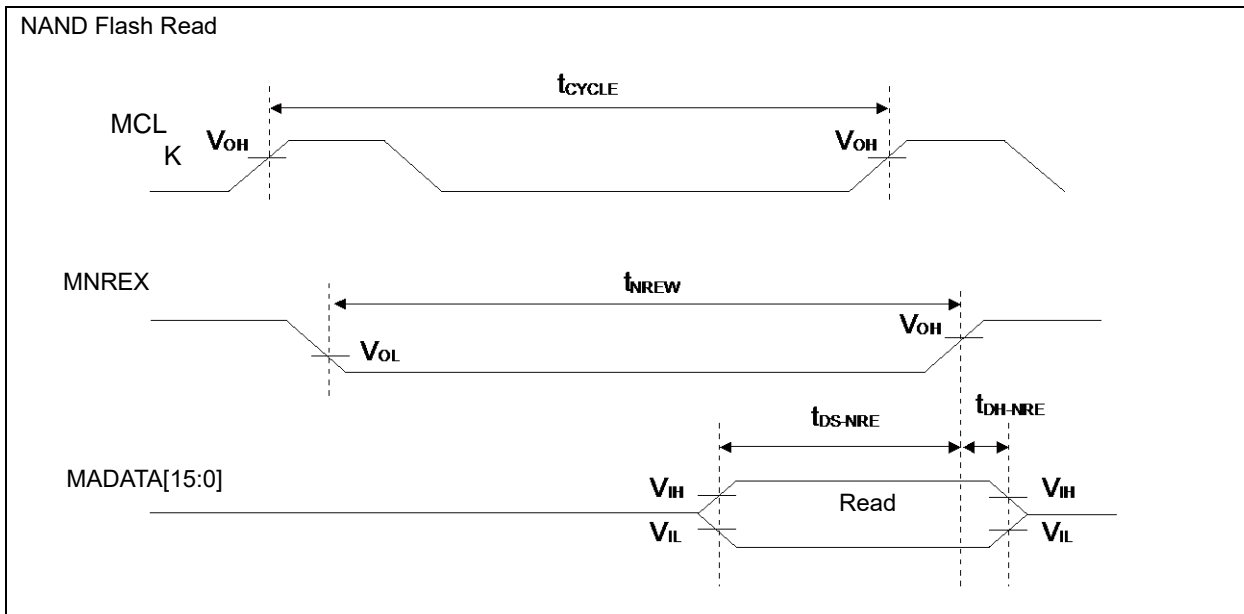 NAND Flash Read
tCYCLE
MCL
K
VOH
VOH
MNREX
tNREW
VOH
VOL
tDS-NRE
tDH-NRE
MADATA[15:0]
VIH
Read
VIH
VIL
VIL